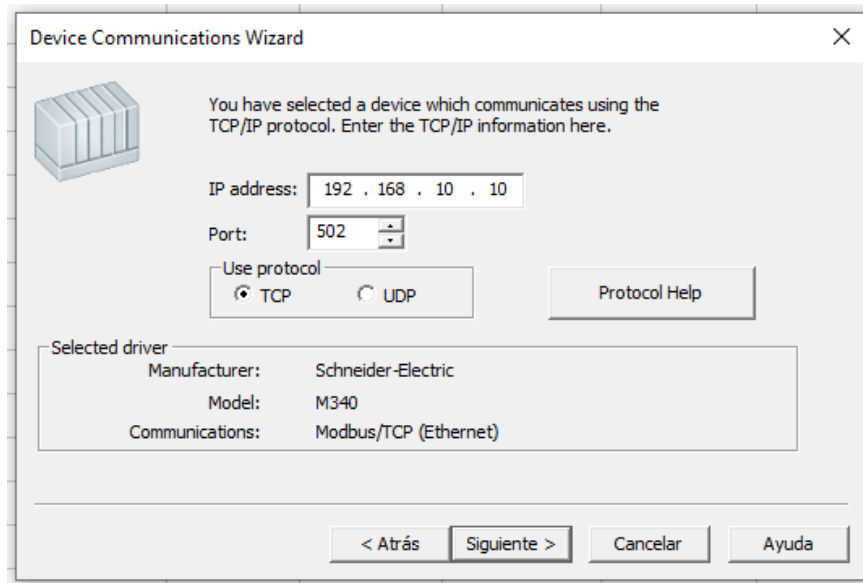 Device Communications Wizard
You have selected a device which communicates using the
TCP/IP protocol. Enter the TCP/IP information here.
IP address: 192 . 168 . 10 . 10
Port: 502
Use protocol
TCP UDP
Protocol Help
Selected driver
Manufacturer: Schneider-Electric
Model: M340
Communications: Modbus/TCP (Ethernet)
< Atrás Siguiente > Cancelar Ayuda